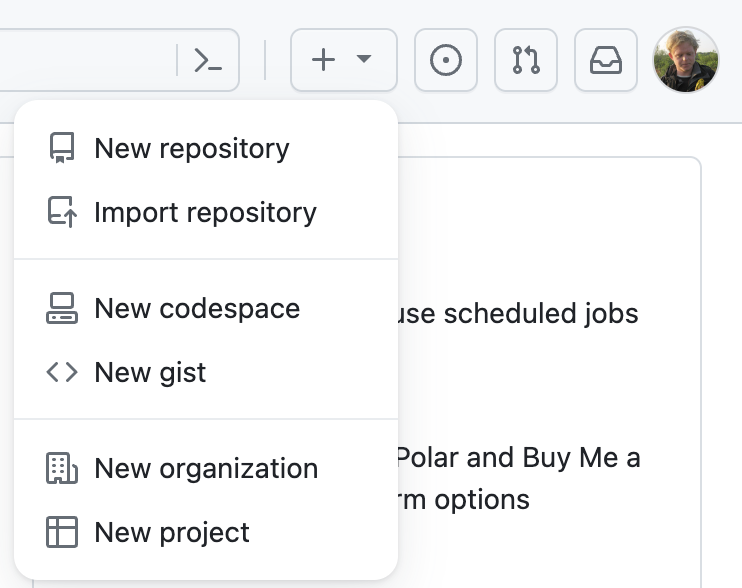 New repository
Import repository
New codespace
use scheduled jobs
New gist
Polar and Buy Me a
New organization
rm options
New project